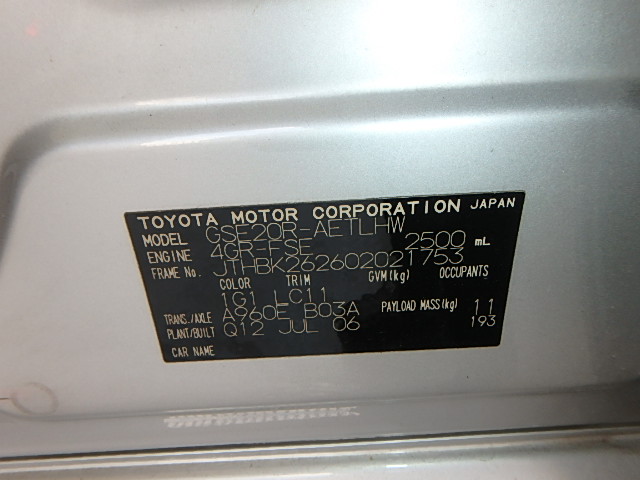 TOYOTA MOTOR CORPORATION JAPAN
MODEL GSE20R-AETLHW
ENGINE 4GR-FSE 2500 mL
FRAME No. JTHBK262602021753
COLOR TRIM GVM(kg) OCCUPANTS
1G1 LC11
TRANS./AXLE A960E B03A PAYLOAD MASS(kg) 11
PLANT/BUILT Q12 JUL 06 193
CAR NAME